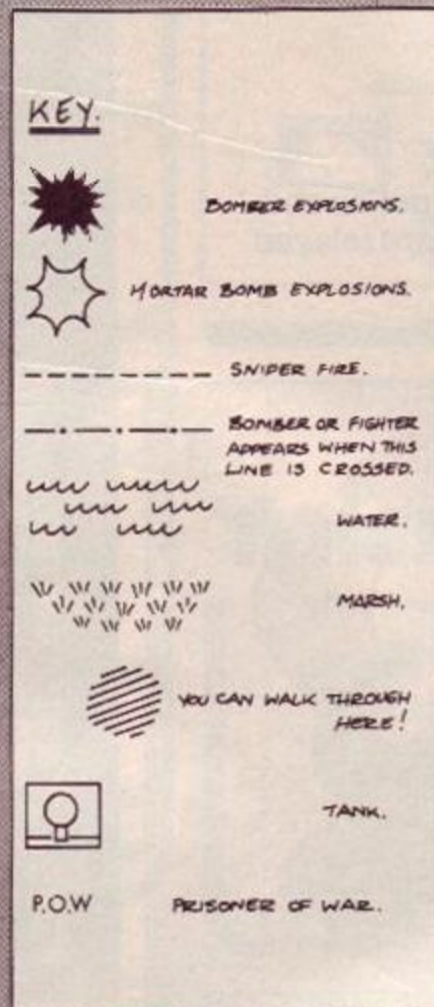 KEY.
BOMBER EXPLOSIONS.
MORTAR BOMB EXPLOSIONS.
SNIPER FIRE.
BOMBER OR FIGHTER
APPEARS WHEN THIS
LINE IS CROSSED.
WATER.
MARSH.
YOU CAN WALK THROUGH
HERE!
TANK.
P.O.W PRISONER OF WAR.